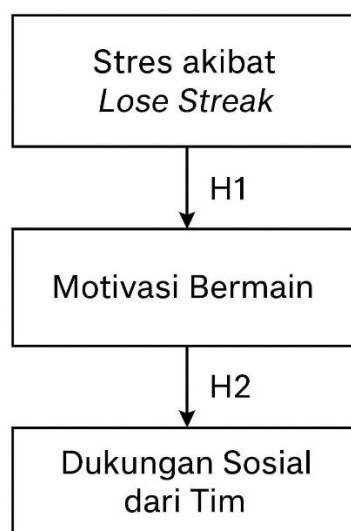 Stres akibat
Lose Streak
H1
Motivasi Bermain
H2
Dukungan Sosial
dari Tim